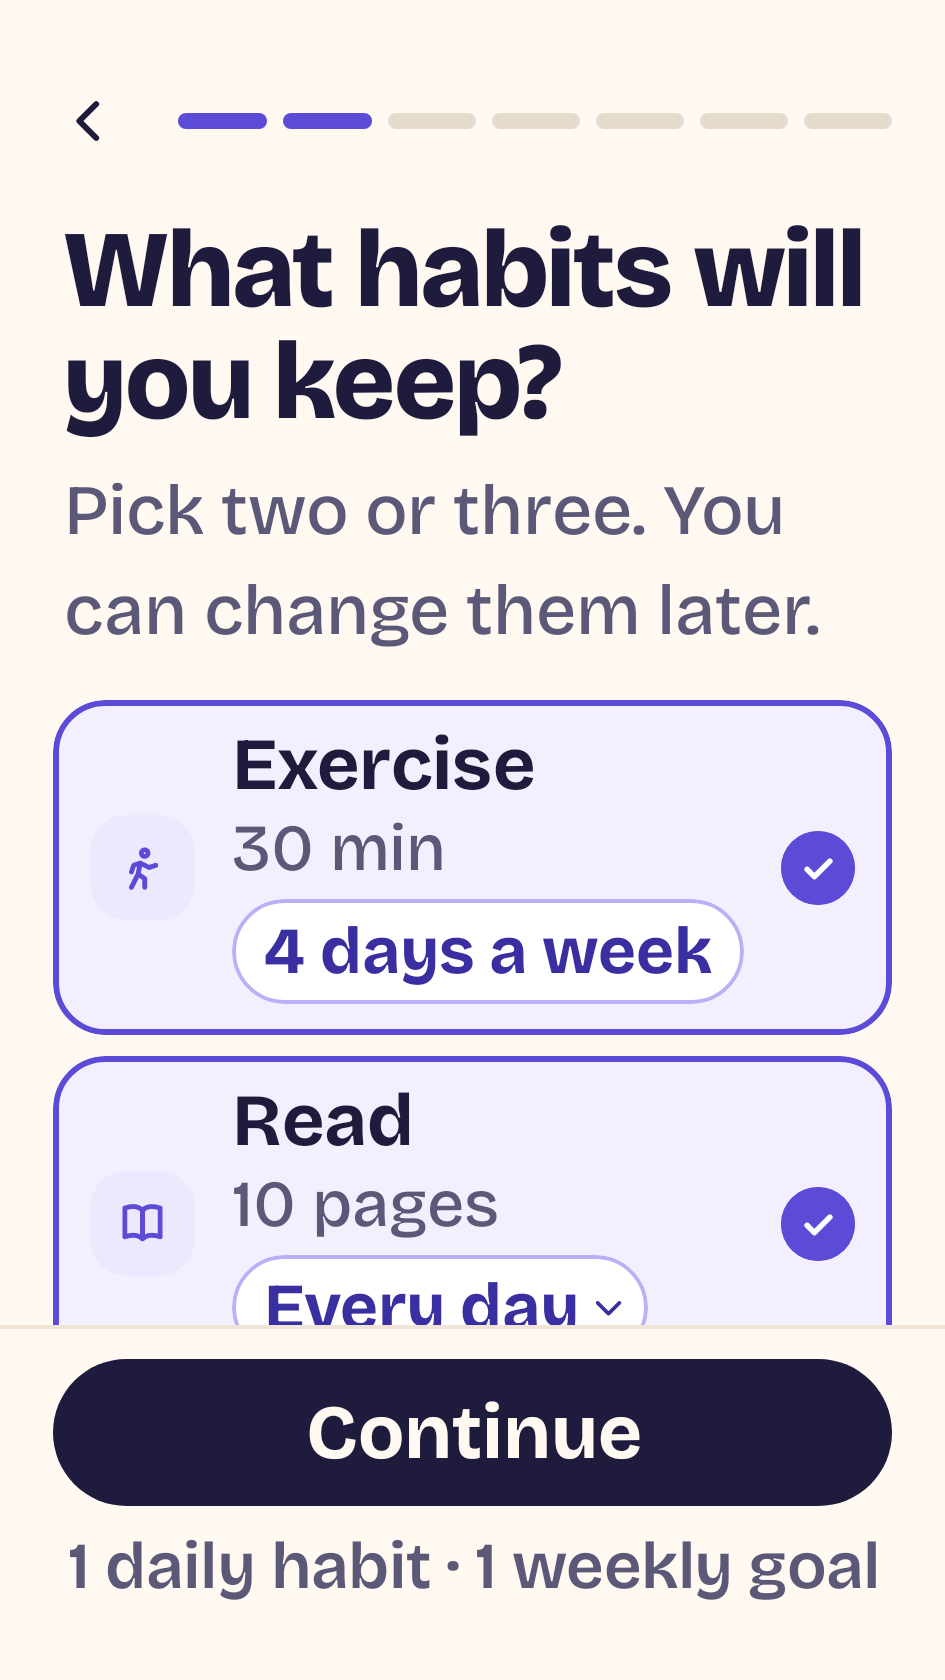 What habits will
you keep?
Pick two or three. You
can change them later.
Exercise
30 min
4 days a week
Read
10 pages
Every day
Continue
1 daily habit · 1 weekly goal